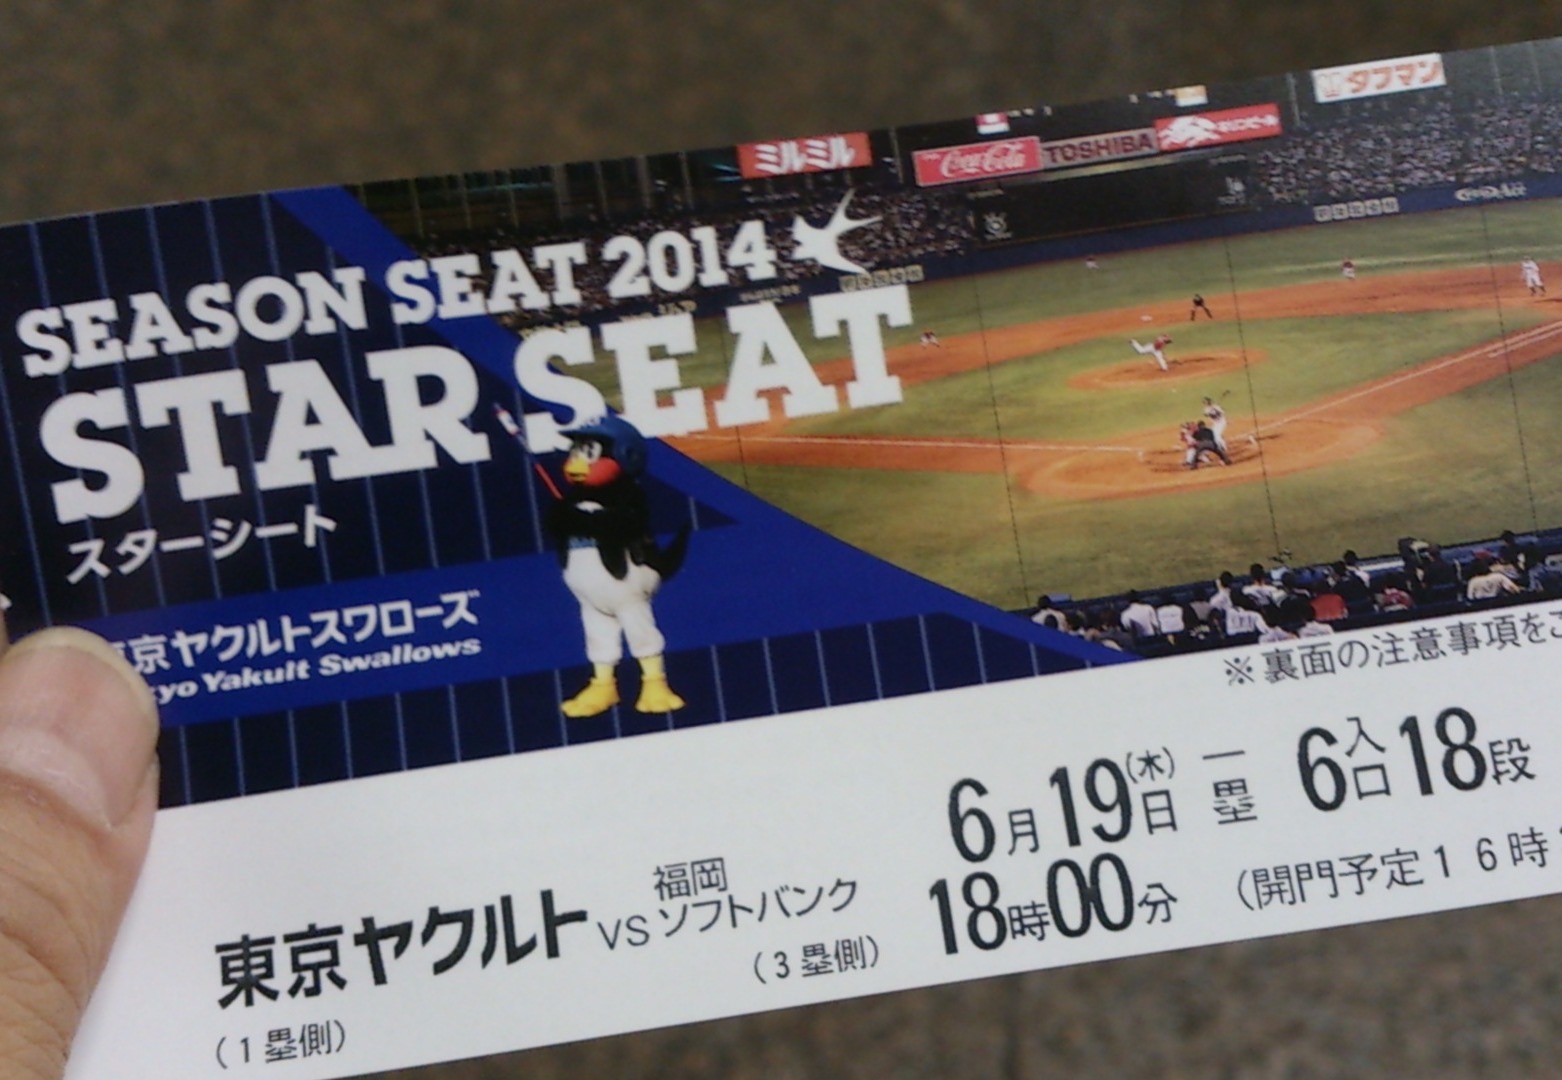 タフマン
ミルミル
Coca-Cola
TOSHIBA
SEASON SEAT 2014
STAR SEAT
スターシート
京ヤクルトスワローズ
yo Yakult Swallows
※裏面の注意事項をご
6月19日(木) 一塁 6入口18段
東京ヤクルト VS 福岡ソフトバンク 18時00分 (開門予定16時
(1塁側) (3塁側)